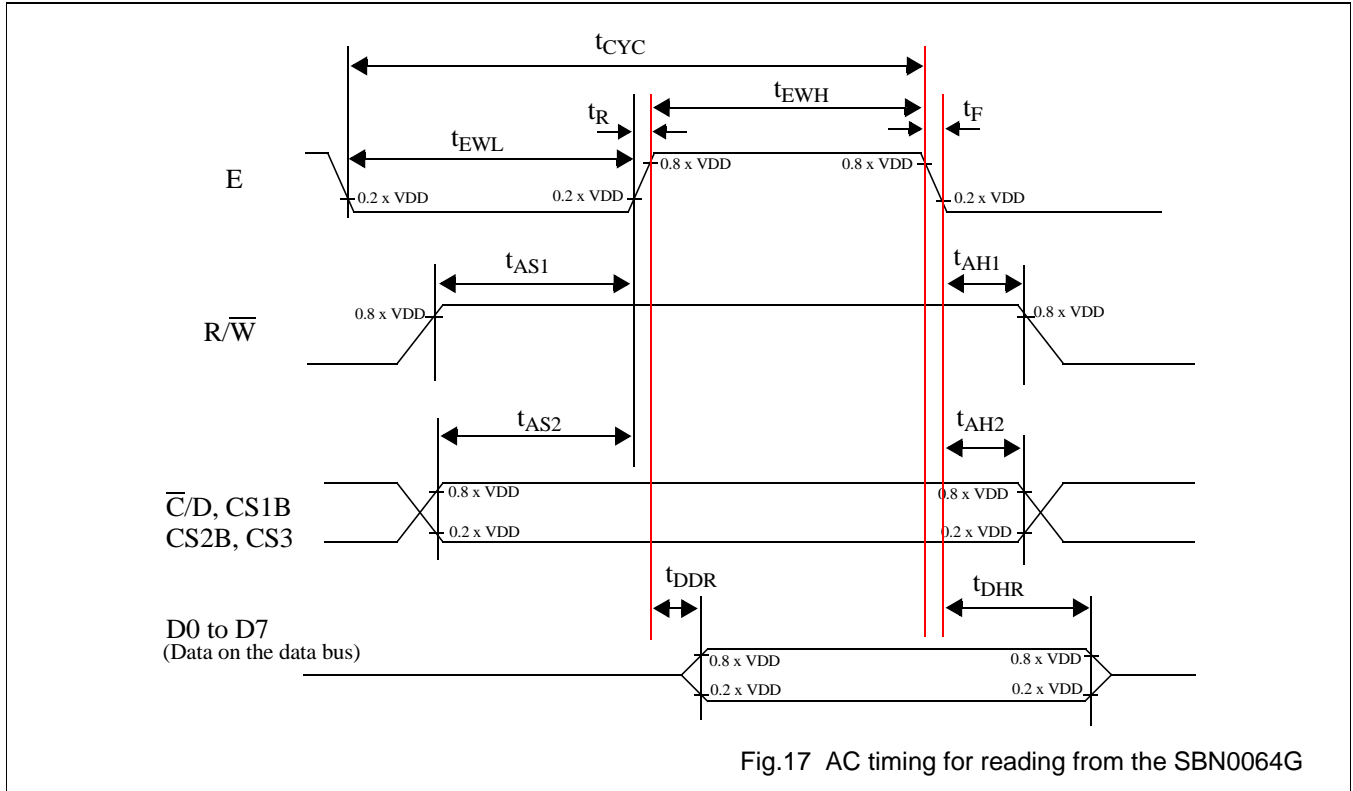 tCYC
tEWH
tR
tF
tEWL
E
0.8 x VDD
0.8 x VDD
0.2 x VDD
0.2 x VDD
0.2 x VDD
tAS1
tAH1
R/W̅
0.8 x VDD
0.8 x VDD
tAS2
tAH2
C̅/D, CS1B
CS2B, CS3
0.8 x VDD
0.8 x VDD
0.2 x VDD
0.2 x VDD
tDDR
tDHR
D0 to D7
(Data on the data bus)
0.8 x VDD
0.8 x VDD
0.2 x VDD
0.2 x VDD
Fig.17 AC timing for reading from the SBN0064G